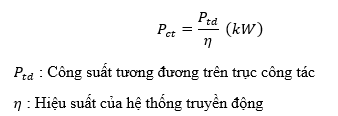 P_ct = P_td / η (kW)
P_td : Công suất tương đương trên trục công tác
η : Hiệu suất của hệ thống truyền động